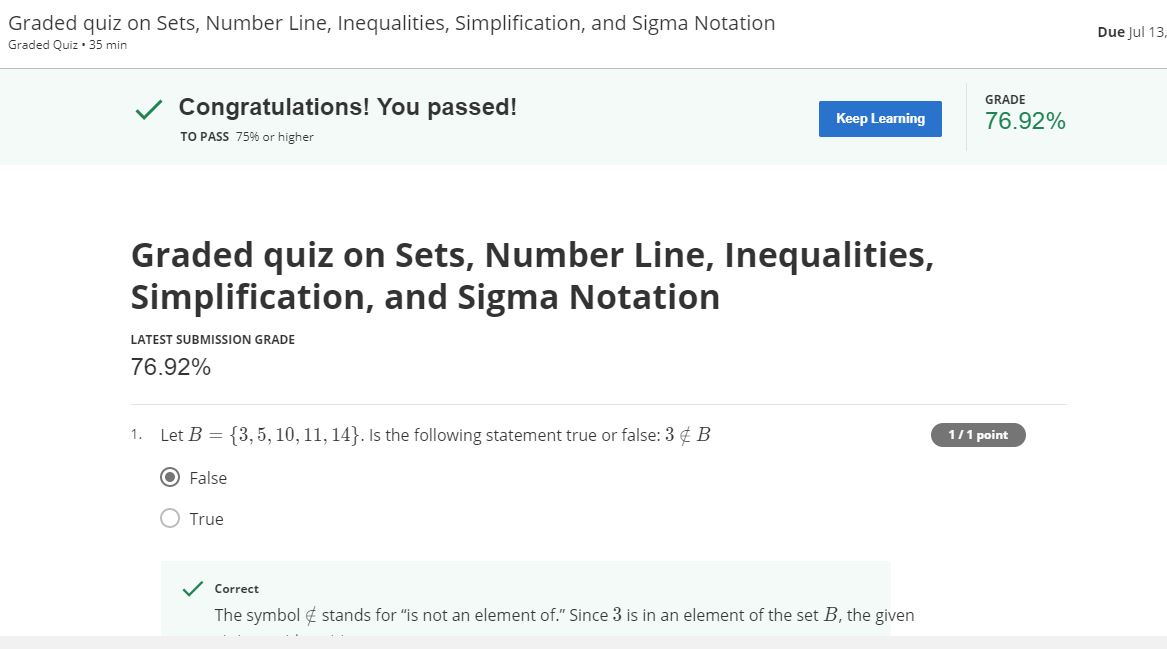 Graded quiz on Sets, Number Line, Inequalities, Simplification, and Sigma Notation
Graded Quiz • 35 min
Due Jul 13,
Congratulations! You passed!
TO PASS 75% or higher
Keep Learning
GRADE
76.92%
Graded quiz on Sets, Number Line, Inequalities,
Simplification, and Sigma Notation
LATEST SUBMISSION GRADE
76.92%
1. Let B = {3, 5, 10, 11, 14}. Is the following statement true or false: 3 ∉ B
1 / 1 point
False
True
Correct
The symbol ∉ stands for “is not an element of.” Since 3 is in an element of the set B, the given